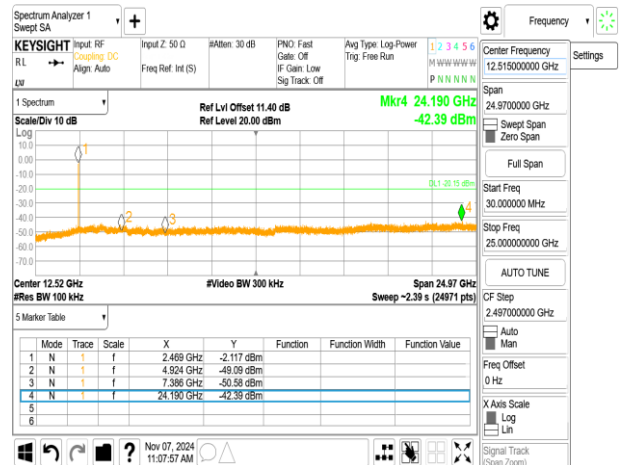 Spectrum Analyzer 1
Swept SA
Frequency
KEYSIGHT
Input: RF
Coupling: DC
Align: Auto
Input Z: 50 Ω
Freq Ref: Int (S)
#Atten: 30 dB
PNO: Fast
Gate: Off
IF Gain: Low
Sig Track: Off
Avg Type: Log-Power
Trig: Free Run
1 2 3 4 5 6
M W W W W W
P N N N N N
RL
LXI
1 Spectrum
Scale/Div 10 dB
Ref Lvl Offset 11.40 dB
Ref Level 20.00 dBm
Mkr4 24.190 GHz
-42.39 dBm
Log
10.0
0.00
-10.0
-20.0
-30.0
-40.0
-50.0
-60.0
-70.0
1
2
3
4
Center 12.52 GHz
#Res BW 100 kHz
#Video BW 300 kHz
Span 24.97 GHz
Sweep ~2.39 s (24971 pts)
5 Marker Table
Mode Trace Scale X Y Function Function Width Function Value
1 N 1 f 2.469 GHz -2.117 dBm
2 N 1 f 4.924 GHz -49.09 dBm
3 N 1 f 7.386 GHz -50.58 dBm
4 N 1 f 24.190 GHz -42.39 dBm
5
6
?
Nov 07, 2024
11:07:57 AM
Center Frequency
12.515000000 GHz
Settings
Span
24.9700000 GHz
Swept Span
Zero Span
Full Span
Start Freq
30.000000 MHz
Stop Freq
25.000000000 GHz
AUTO TUNE
CF Step
2.497000000 GHz
Auto
Man
Freq Offset
0 Hz
X Axis Scale
Log
Lin
Signal Track
(Span Zoom)